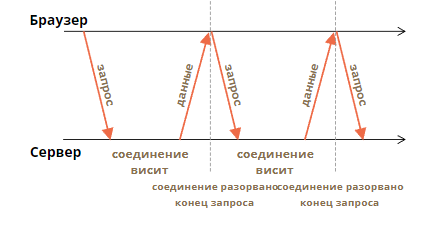 Браузер
запрос
данные
запрос
данные
запрос
Сервер
соединение
висит
соединение
висит
соединение разорвано
конец запроса
соединение разорвано
конец запроса